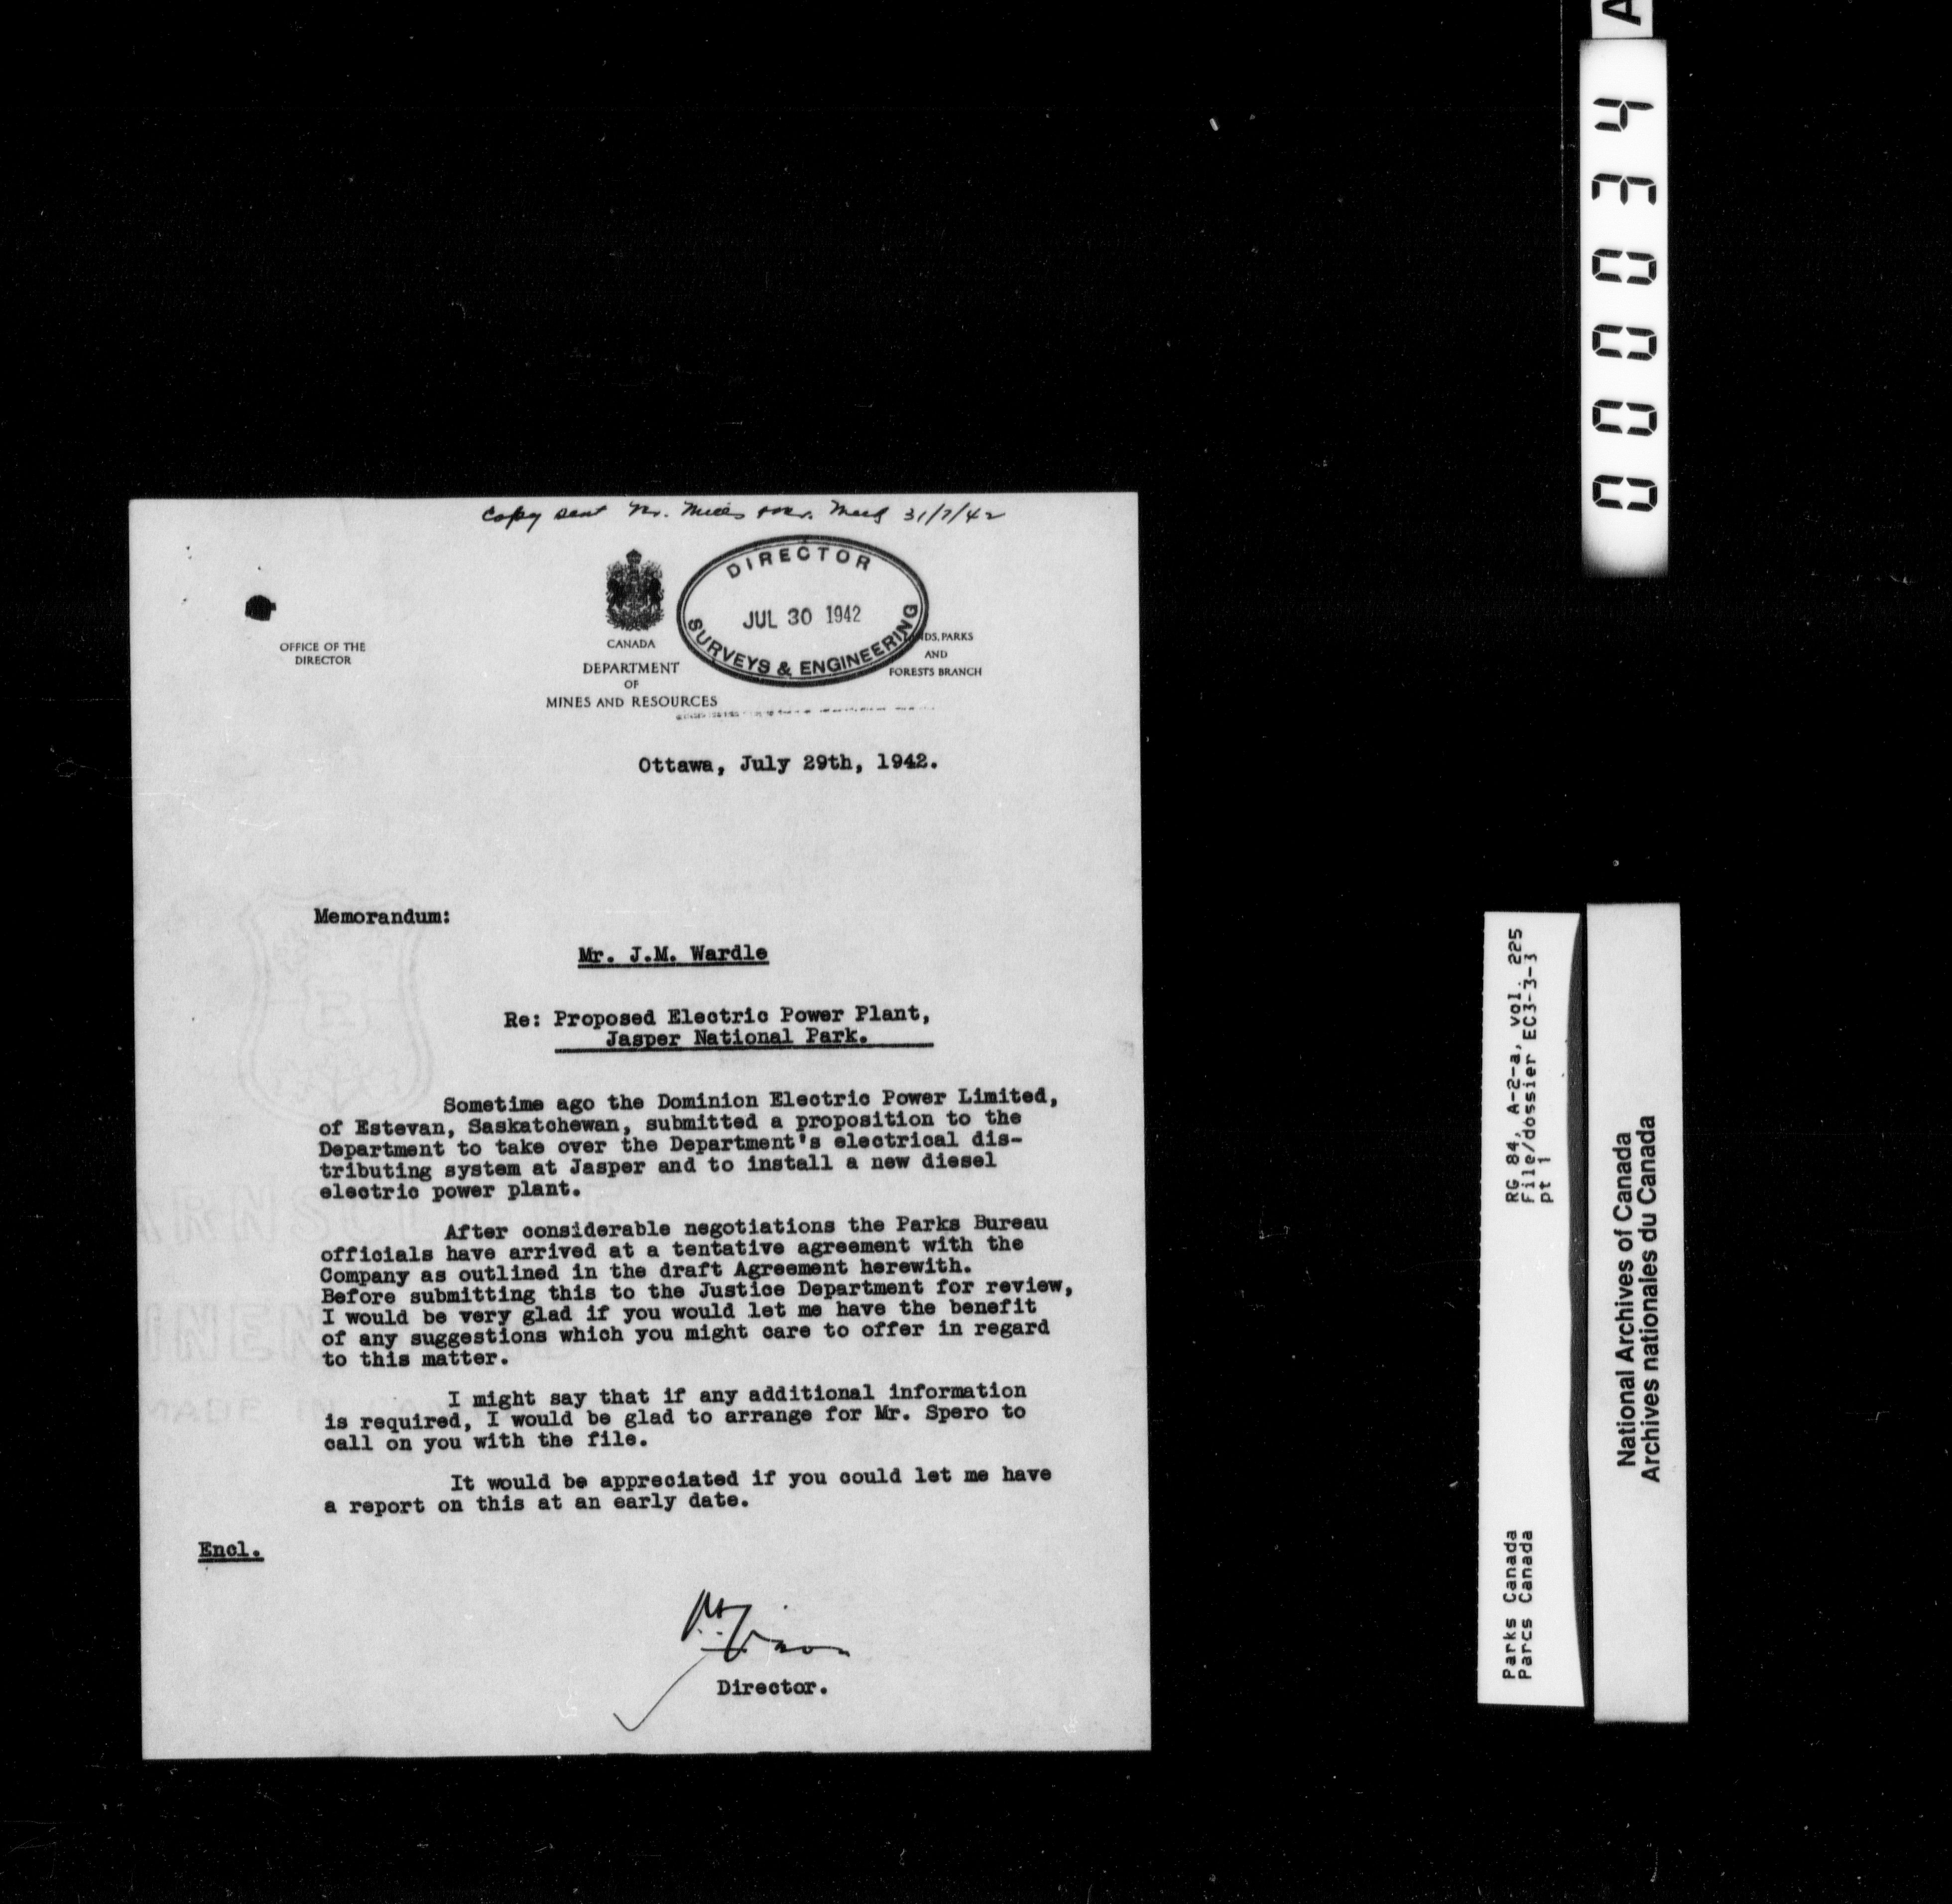 Copy sent Mr. 31/7/42
DIRECTOR
JUL 30 1942
SURVEYS & ENGINEERING
OFFICE OF THE
DIRECTOR
CANADA
DEPARTMENT
OF
MINES AND RESOURCES
PARKS
AND
FORESTS BRANCH
Ottawa, July 29th, 1942.
Memorandum:
Mr. J.M. Wardle
Re: Proposed Electric Power Plant,
Jasper National Park.
Sometime ago the Dominion Electric Power Limited,
of Estevan, Saskatchewan, submitted a proposition to the
Department to take over the Department's electrical dis-
tributing system at Jasper and to install a new diesel
electric power plant.
After considerable negotiations the Parks Bureau
officials have arrived at a tentative agreement with the
Company as outlined in the draft Agreement herewith.
Before submitting this to the Justice Department for review,
I would be very glad if you would let me have the benefit
of any suggestions which you might care to offer in regard
to this matter.
I might say that if any additional information
is required, I would be glad to arrange for Mr. Spero to
call on you with the file.
It would be appreciated if you could let me have
a report on this at an early date.
Encl.
Director.
A
000034
RG 84, A-2-a, vol. 225
File/dossier EC3-3-3
pt 1
Parks Canada
Parcs Canada
National Archives of Canada
Archives nationales du Canada